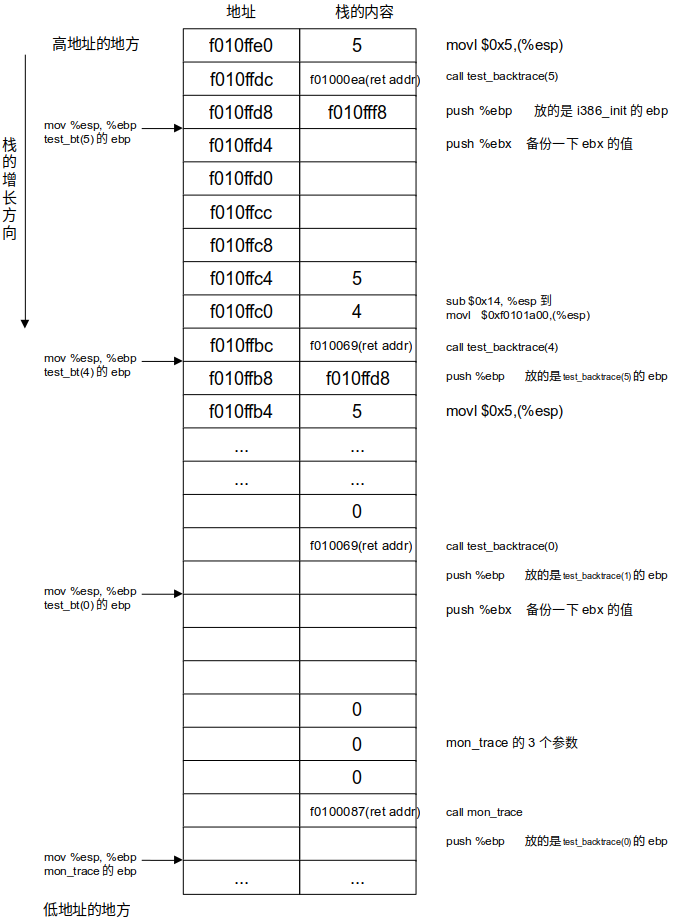 地址 栈的内容
高地址的地方 f010ffe0 5 movl $0x5,(%esp)
f010ffdc f01000ea(ret addr) call test_backtrace(5)
f010ffd8 f010fff8 push %ebp 放的是 i386_init 的 ebp
mov %esp, %ebp
test_bt(5) 的 ebp
f010ffd4 push %ebx 备份一下 ebx 的值
栈的增长方向
f010ffd0
f010ffcc
f010ffc8
f010ffc4 5
f010ffc0 4 sub $0x14, %esp 到
movl $0xf0101a00,(%esp)
f010ffbc f010069(ret addr) call test_backtrace(4)
mov %esp, %ebp
test_bt(4) 的 ebp
f010ffb8 f010ffd8 push %ebp 放的是 test_backtrace(5) 的 ebp
f010ffb4 5 movl $0x5,(%esp)
... ...
... ...
0
f010069(ret addr) call test_backtrace(0)
push %ebp 放的是 test_backtrace(1) 的 ebp
mov %esp, %ebp
test_bt(0) 的 ebp
push %ebx 备份一下 ebx 的值
0
0 mon_trace 的 3 个参数
0
f0100087(ret addr) call mon_trace
push %ebp 放的是 test_backtrace(0) 的 ebp
mov %esp, %ebp
mon_trace 的 ebp
... ...
低地址的地方